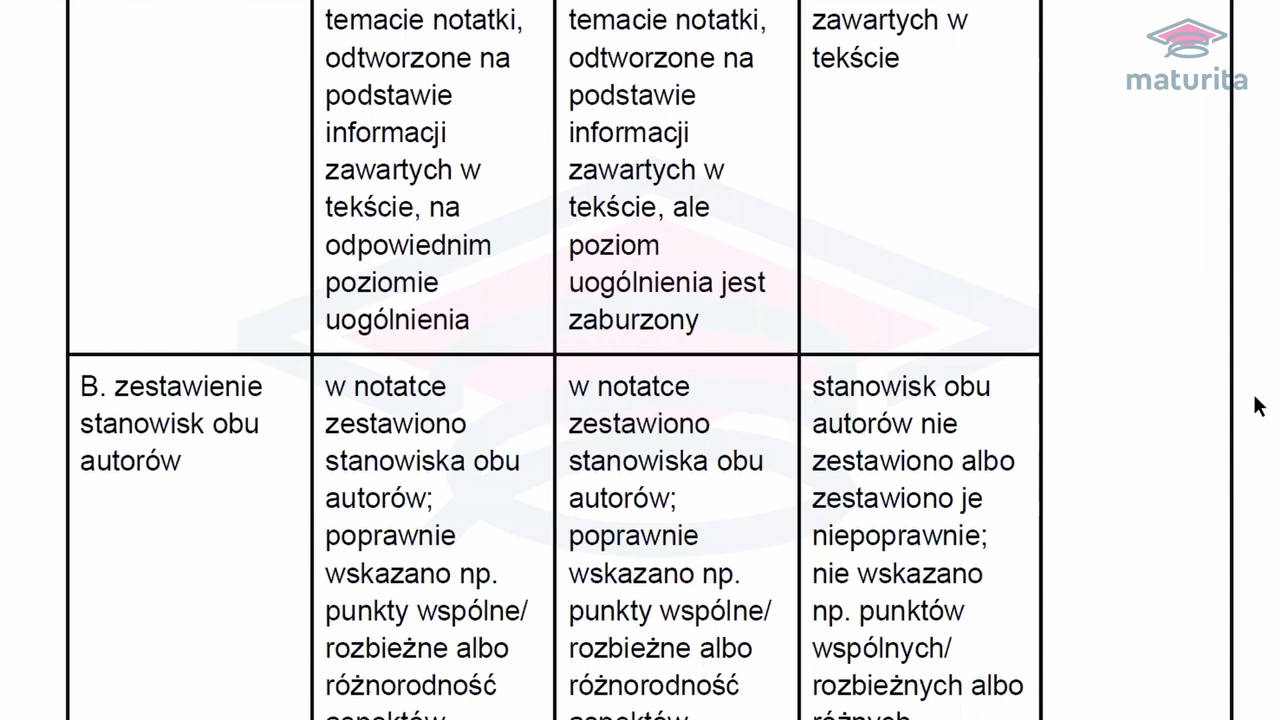 temacie notatki,
odtworzone na
podstawie
informacji
zawartych w
tekście, na
odpowiednim
poziomie
uogólnienia
temacie notatki,
odtworzone na
podstawie
informacji
zawartych w
tekście, ale
poziom
uogólnienia jest
zaburzony
zawartych w
tekście
maturita
B. zestawienie
stanowisk obu
autorów
w notatce
zestawiono
stanowiska obu
autorów;
poprawnie
wskazano np.
punkty wspólne/
rozbieżne albo
różnorodność
aspektów
w notatce
zestawiono
stanowiska obu
autorów;
poprawnie
wskazano np.
punkty wspólne/
rozbieżne albo
różnorodność
aspektów
stanowisk obu
autorów nie
zestawiono albo
zestawiono je
niepoprawnie;
nie wskazano
np. punktów
wspólnych/
rozbieżnych albo
różnych